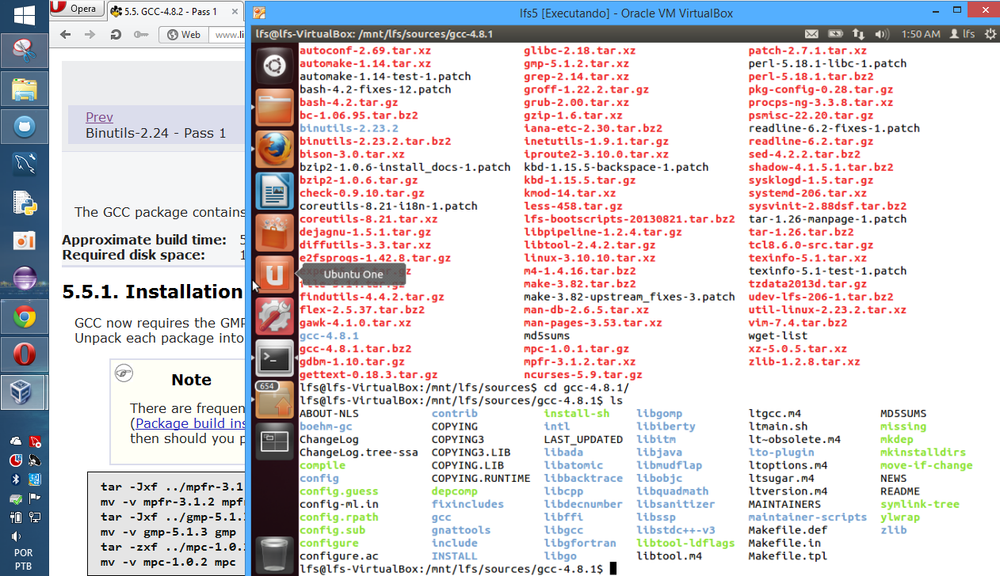 Opera
5.5. GCC-4.8.2 - Pass 1
Web
www.li
Prev
Binutils-2.24 - Pass 1
The GCC package contains
Approximate build time: 5
Required disk space: 1
5.5.1. Installation
GCC now requires the GMP
Unpack each package into
Note
There are frequen
(Package build ins
then should you p
tar -Jxf ../mpfr-3.1
mv -v mpfr-3.1.2 mpf
tar -Jxf ../gmp-5.1.3
mv -v gmp-5.1.3 gmp
tar -zxf ../mpc-1.0.
mv -v mpc-1.0.2 mpc
POR
PTB
lfs5 [Executando] - Oracle VM VirtualBox
lfs@lfs-VirtualBox: /mnt/lfs/sources/gcc-4.8.1
1:50 AM lfs
Ubuntu One
654
autoconf-2.69.tar.xz glibc-2.18.tar.xz patch-2.7.1.tar.xz
automake-1.14.tar.xz gmp-5.1.2.tar.xz perl-5.18.1-libc-1.patch
automake-1.14-test-1.patch grep-2.14.tar.xz perl-5.18.1.tar.bz2
bash-4.2-fixes-12.patch groff-1.22.2.tar.gz pkg-config-0.28.tar.gz
bash-4.2.tar.gz grub-2.00.tar.xz procps-ng-3.3.8.tar.xz
bc-1.06.95.tar.bz2 gzip-1.6.tar.xz psmisc-22.20.tar.gz
binutils-2.23.2 iana-etc-2.30.tar.bz2 readline-6.2-fixes-1.patch
binutils-2.23.2.tar.bz2 inetutils-1.9.1.tar.gz readline-6.2.tar.gz
bison-3.0.tar.xz iproute2-3.10.0.tar.xz sed-4.2.2.tar.bz2
bzip2-1.0.6-install_docs-1.patch kbd-1.15.5-backspace-1.patch shadow-4.1.5.1.tar.bz2
bzip2-1.0.6.tar.gz kbd-1.15.5.tar.gz sysklogd-1.5.tar.gz
check-0.9.10.tar.gz kmod-14.tar.xz systemd-206.tar.xz
coreutils-8.21-i18n-1.patch less-458.tar.gz sysvinit-2.88dsf.tar.bz2
coreutils-8.21.tar.xz lfs-bootscripts-20130821.tar.bz2 tar-1.26-manpage-1.patch
dejagnu-1.5.1.tar.gz libpipeline-1.2.4.tar.gz tar-1.26.tar.bz2
diffutils-3.3.tar.xz libtool-2.4.2.tar.gz tcl8.6.0-src.tar.gz
e2fsprogs-1.42.8.tar.gz linux-3.10.10.tar.xz texinfo-5.1.tar.xz
m4-1.4.16.tar.bz2 texinfo-5.1-test-1.patch
make-3.82.tar.bz2 tzdata2013d.tar.gz
findutils-4.4.2.tar.gz make-3.82-upstream_fixes-3.patch udev-lfs-206-1.tar.bz2
flex-2.5.37.tar.bz2 man-db-2.6.5.tar.xz util-linux-2.23.2.tar.xz
gawk-4.1.0.tar.xz man-pages-3.53.tar.xz vim-7.4.tar.bz2
gcc-4.8.1 md5sums wget-list
gcc-4.8.1.tar.bz2 mpc-1.0.1.tar.gz xz-5.0.5.tar.xz
gdbm-1.10.tar.gz mpfr-3.1.2.tar.xz zlib-1.2.8.tar.xz
gettext-0.18.3.tar.gz ncurses-5.9.tar.gz
lfs@lfs-VirtualBox:/mnt/lfs/sources$ cd gcc-4.8.1/
lfs@lfs-VirtualBox:/mnt/lfs/sources/gcc-4.8.1$ ls
ABOUT-NLS contrib install-sh libgomp ltgcc.m4 MD5SUMS
boehm-gc COPYING intl libiberty ltmain.sh missing
ChangeLog COPYING3 LAST_UPDATED libitm lt~obsolete.m4 mkdep
ChangeLog.tree-ssa COPYING3.LIB libada libjava lto-plugin mkinstalldirs
compile COPYING.LIB libatomic libmudflap ltoptions.m4 move-if-change
config COPYING.RUNTIME libbacktrace libobjc ltsugar.m4 NEWS
config.guess depcomp libcpp libquadmath ltversion.m4 README
config-ml.in fixincludes libdecnumber libsanitizer MAINTAINERS symlink-tree
config.rpath gcc libffi libssp maintainer-scripts ylwrap
config.sub gnattools libgcc libstdc++-v3 Makefile.def zlib
configure include libgfortran libtool-ldflags Makefile.in
configure.ac INSTALL libgo libtool.m4 Makefile.tpl
lfs@lfs-VirtualBox:/mnt/lfs/sources/gcc-4.8.1$